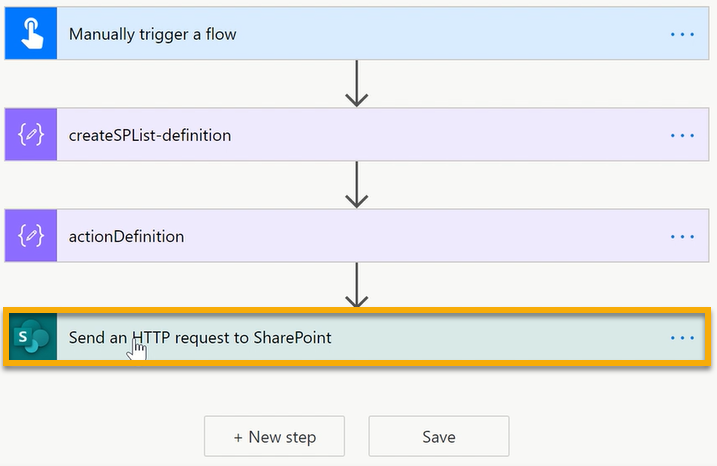 Manually trigger a flow
createSPList-definition
actionDefinition
S
Send an HTTP request to SharePoint
+ New step
Save